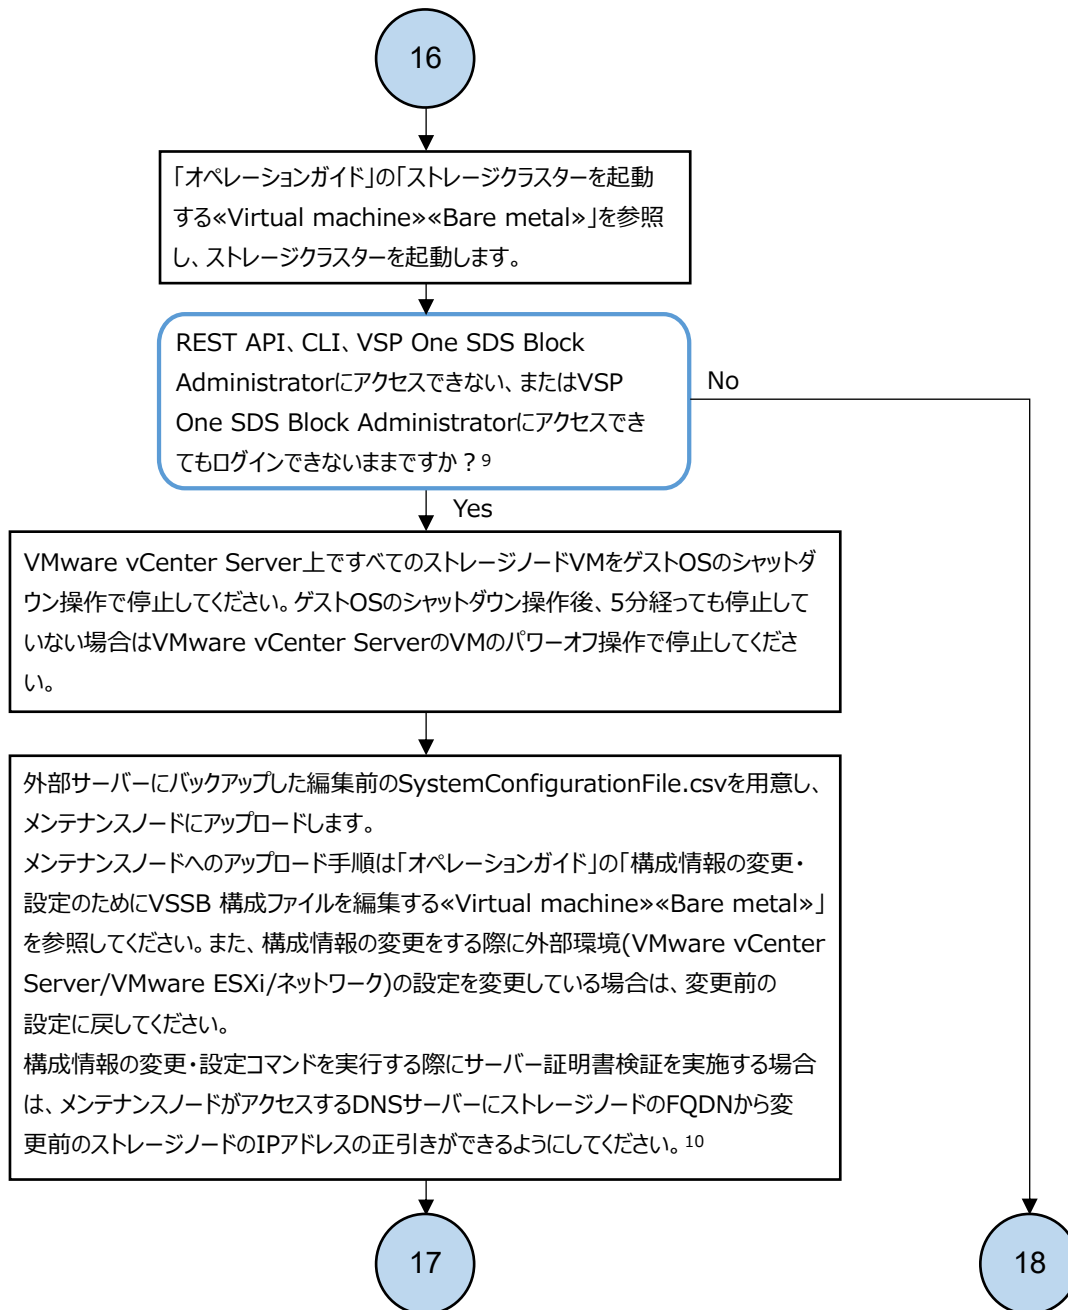 16
「オペレーションガイド」の「ストレージクラスターを起動
する«Virtual machine»«Bare metal»」を参照
し、ストレージクラスターを起動します。
REST API、CLI、VSP One SDS Block
Administratorにアクセスできない、またはVSP
One SDS Block Administratorにアクセスでき
てもログインできないままですか？9
No
Yes
VMware vCenter Server上ですべてのストレージノードVMをゲストOSのシャットダ
ウン操作で停止してください。ゲストOSのシャットダウン操作後、5分経っても停止して
いない場合はVMware vCenter ServerのVMのパワーオフ操作で停止してくださ
い。
外部サーバーにバックアップした編集前のSystemConfigurationFile.csvを用意し、
メンテナンスノードにアップロードします。
メンテナンスノードへのアップロード手順は「オペレーションガイド」の「構成情報の変更・
設定のためにVSSB 構成ファイルを編集する«Virtual machine»«Bare metal»」
を参照してください。また、構成情報の変更をする際に外部環境(VMware vCenter
Server/VMware ESXi/ネットワーク)の設定を変更している場合は、変更前の
設定に戻してください。
構成情報の変更・設定コマンドを実行する際にサーバー証明書検証を実施する場合
は、メンテナンスノードがアクセスするDNSサーバーにストレージノードのFQDNから変
更前のストレージノードのIPアドレスの正引きができるようにしてください。10
17
18